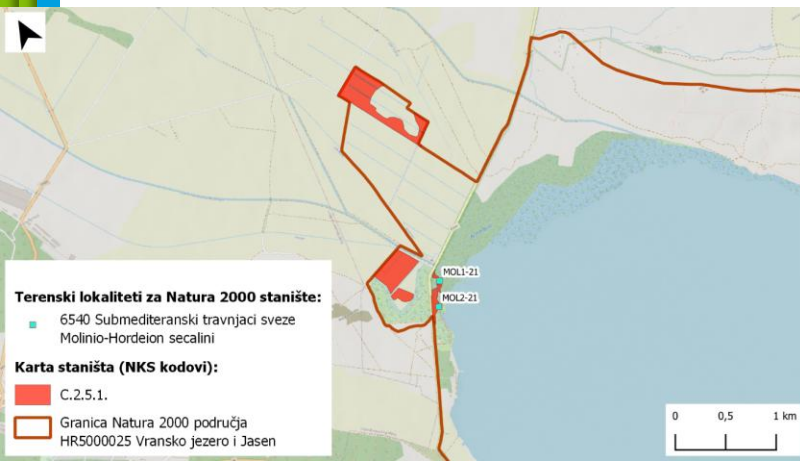 MOL1-21
MOL2-21
Terenski lokaliteti za Natura 2000 stanište:
6540 Submediteranski travnjaci sveze
Molinio-Hordeion secalini
Karta staništa (NKS kodovi):
C.2.5.1.
Granica Natura 2000 područja
HR5000025 Vransko jezero i Jasen
0 0,5 1 km